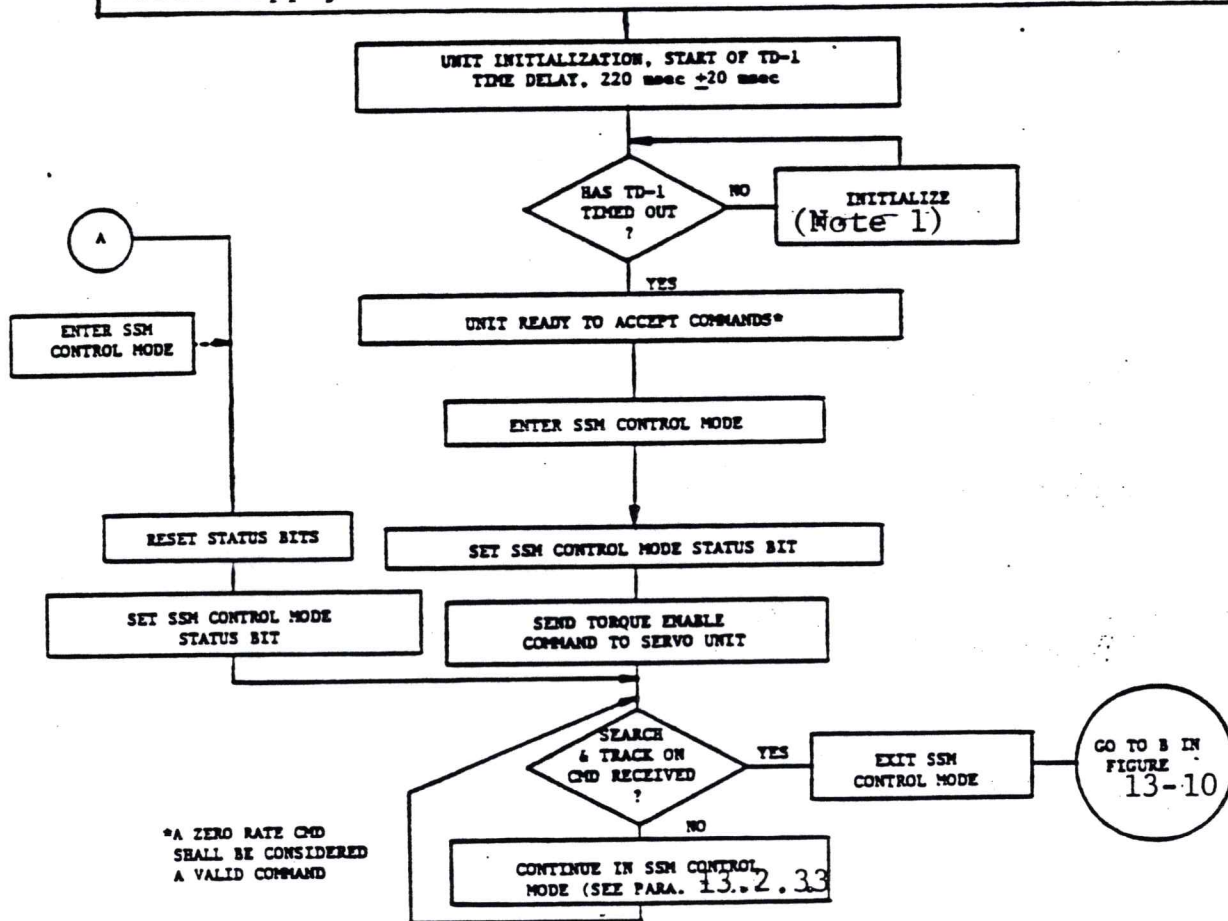 UNIT INITIALIZATION, START OF TD-1
TIME DELAY, 220 msec ±20 msec
HAS TD-1
TIMED OUT
?
NO
INITIALIZE
(Note 1)
YES
A
ENTER SSM
CONTROL MODE
UNIT READY TO ACCEPT COMMANDS*
ENTER SSM CONTROL MODE
RESET STATUS BITS
SET SSM CONTROL MODE STATUS BIT
SET SSM CONTROL MODE
STATUS BIT
SEND TORQUE ENABLE
COMMAND TO SERVO UNIT
SEARCH
& TRACK ON
CMD RECEIVED
?
YES
EXIT SSM
CONTROL MODE
GO TO B IN
FIGURE
13-10
NO
*A ZERO RATE CMD
SHALL BE CONSIDERED
A VALID COMMAND
CONTINUE IN SSM CONTROL
MODE (SEE PARA. 13.2.33